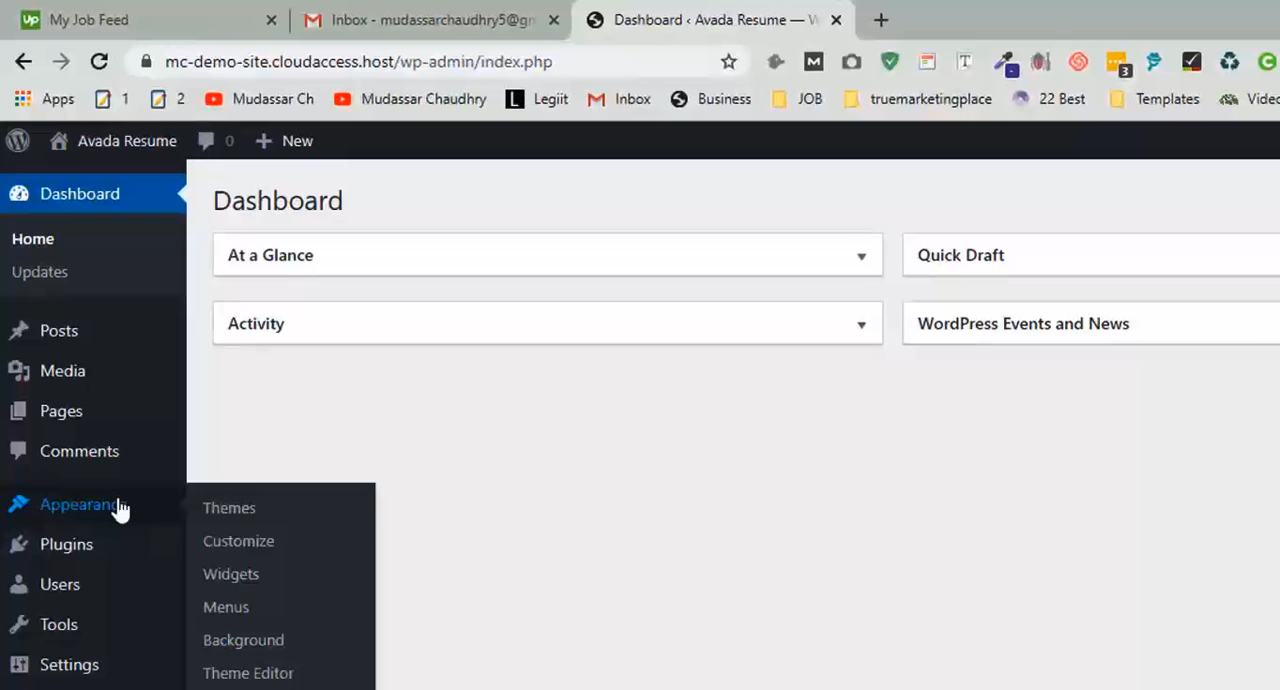 up My Job Feed
Inbox - mudassarchaudhry5@gm
Dashboard ‹ Avada Resume — W
mc-demo-site.cloudaccess.host/wp-admin/index.php
M T 3
Apps 1 2 Mudassar Ch Mudassar Chaudhry L Legiit Inbox Business JOB truemarketingplace 22 Best Templates Video
Avada Resume 0 New
Dashboard
Home
Updates
Posts
Media
Pages
Comments
Plugins
Users
Tools
Settings
Themes
Customize
Widgets
Menus
Background
Theme Editor
Dashboard
At a Glance
Quick Draft
Activity
WordPress Events and News